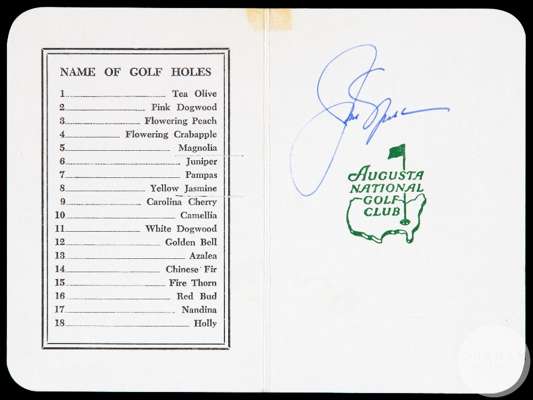 NAME OF GOLF HOLES
1 Tea Olive
2 Pink Dogwood
3 Flowering Peach
4 Flowering Crabapple
5 Magnolia
6 Juniper
7 Pampas
8 Yellow Jasmine
9 Carolina Cherry
10 Camellia
11 White Dogwood
12 Golden Bell
13 Azalea
14 Chinese Fir
15 Fire Thorn
16 Red Bud
17 Nandina
18 Holly
AUGUSTA
NATIONAL
GOLF
CLUB